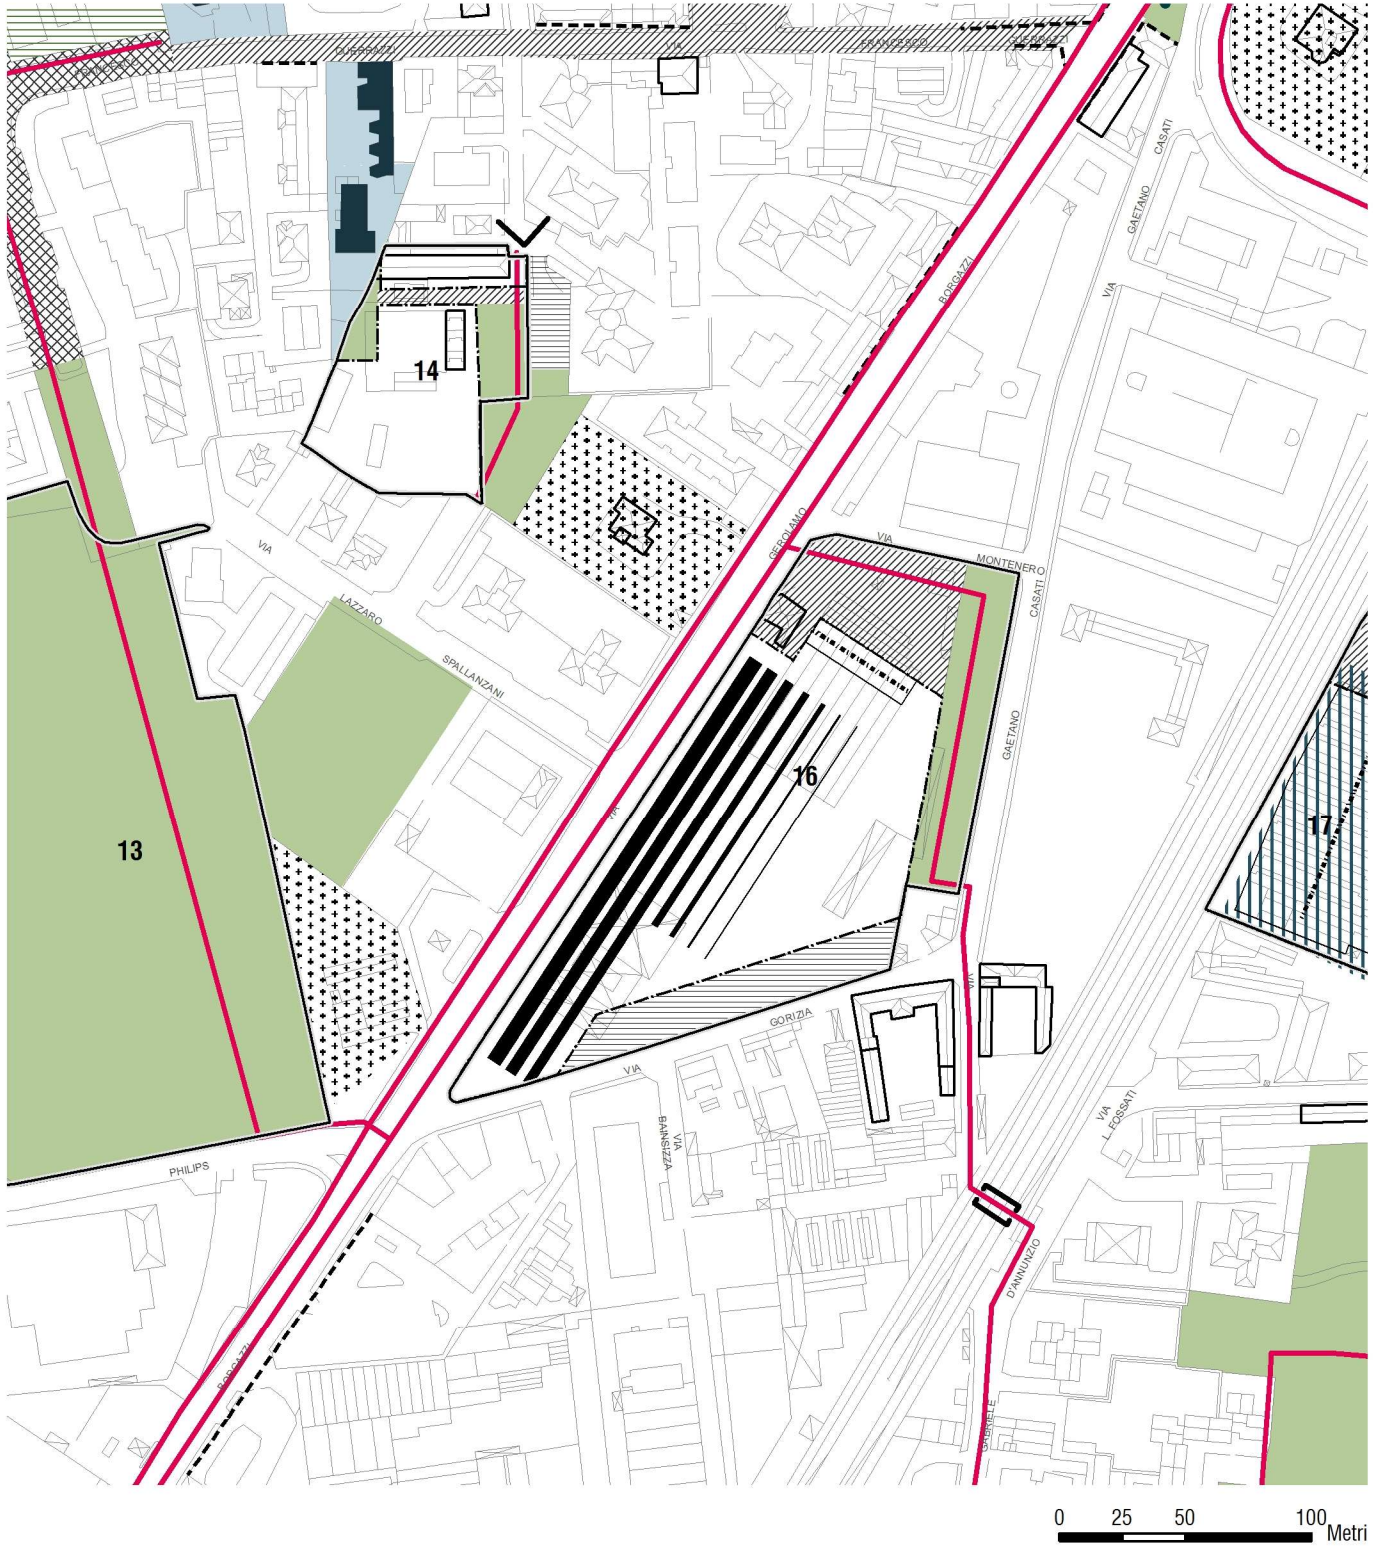 FRANCESCO
GUERRAZZI
VIA
FRANCESCO
GUERRAZZI
CASATI
GAETANO
VIA
BORGAZZI
14
GEROLAMO
VIA
MONTENERO
CASATI
VIA
LAZZARO
SPALLANZANI
GAETANO
16
VIA
17
13
VIA
GORIZIA
VIA
VIA
BAINSIZZA
VIA
L. FOSSATI
PHILIPS
D'ANNUNZIO
BORGAZZI
GABRIELE
0 25 50 100 Metri